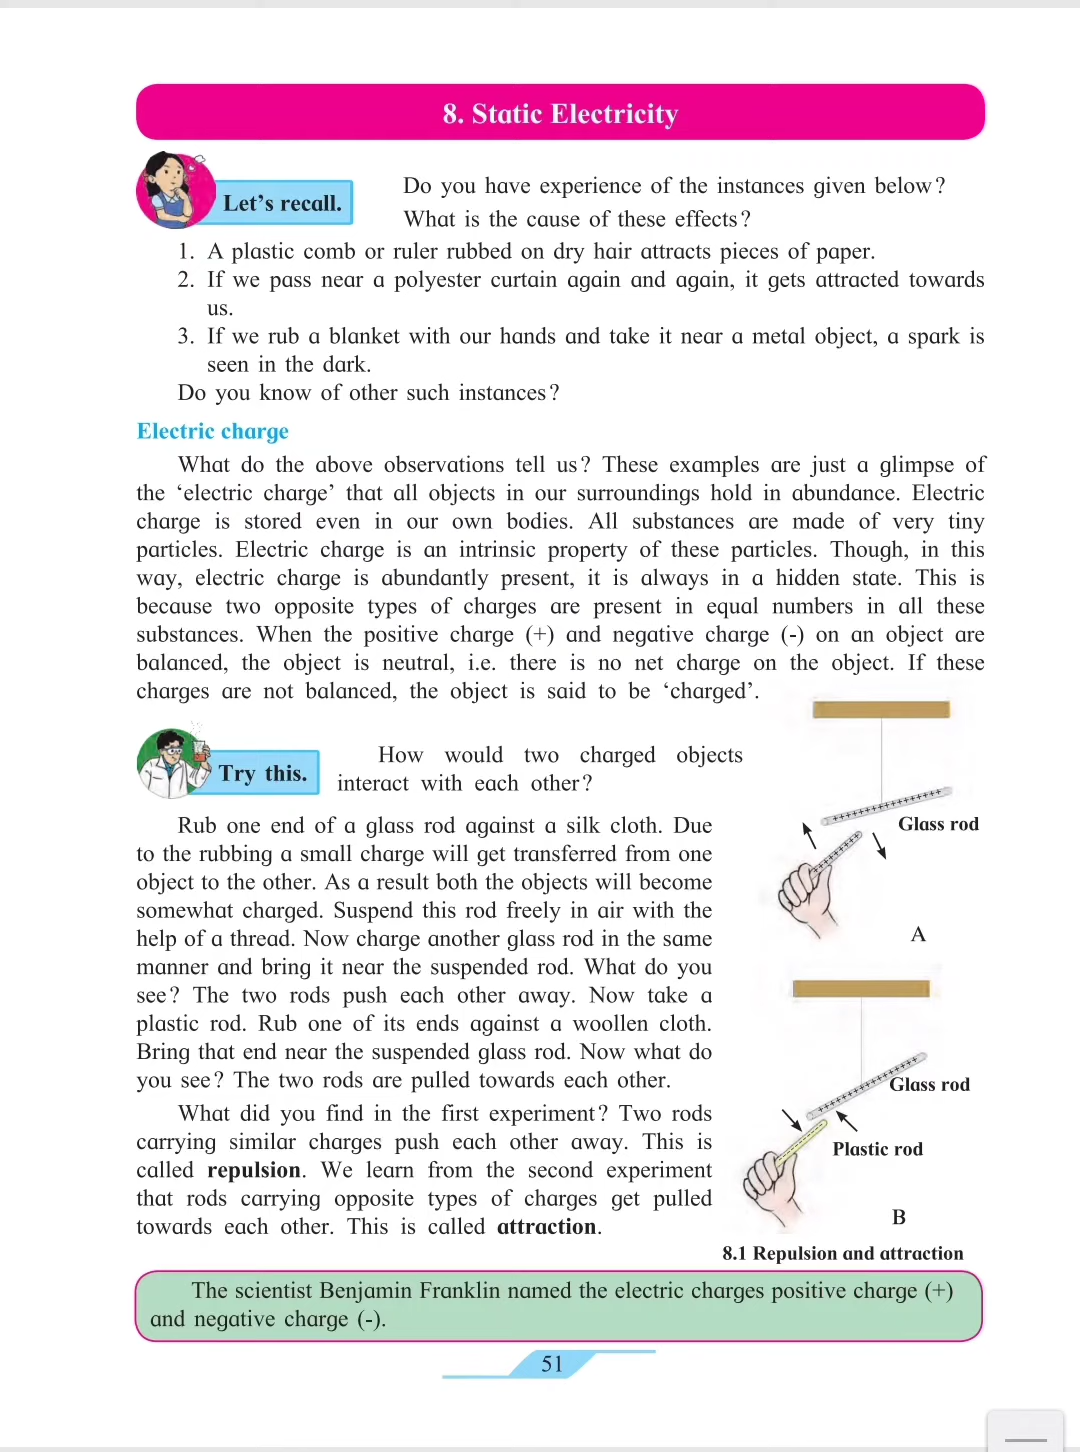 8. Static Electricity
Let's recall.
Do you have experience of the instances given below?
What is the cause of these effects?
1. A plastic comb or ruler rubbed on dry hair attracts pieces of paper.
2. If we pass near a polyester curtain again and again, it gets attracted towards
us.
3. If we rub a blanket with our hands and take it near a metal object, a spark is
seen in the dark.
Do you know of other such instances?
Electric charge
What do the above observations tell us? These examples are just a glimpse of
the ‘electric charge’ that all objects in our surroundings hold in abundance. Electric
charge is stored even in our own bodies. All substances are made of very tiny
particles. Electric charge is an intrinsic property of these particles. Though, in this
way, electric charge is abundantly present, it is always in a hidden state. This is
because two opposite types of charges are present in equal numbers in all these
substances. When the positive charge (+) and negative charge (-) on an object are
balanced, the object is neutral, i.e. there is no net charge on the object. If these
charges are not balanced, the object is said to be ‘charged’.
Try this.
How would two charged objects
interact with each other?
Rub one end of a glass rod against a silk cloth. Due
to the rubbing a small charge will get transferred from one
object to the other. As a result both the objects will become
somewhat charged. Suspend this rod freely in air with the
help of a thread. Now charge another glass rod in the same
manner and bring it near the suspended rod. What do you
see? The two rods push each other away. Now take a
plastic rod. Rub one of its ends against a woollen cloth.
Bring that end near the suspended glass rod. Now what do
you see? The two rods are pulled towards each other.
What did you find in the first experiment? Two rods
carrying similar charges push each other away. This is
called repulsion. We learn from the second experiment
that rods carrying opposite types of charges get pulled
towards each other. This is called attraction.
Glass rod
A
Glass rod
Plastic rod
B
8.1 Repulsion and attraction
The scientist Benjamin Franklin named the electric charges positive charge (+)
and negative charge (-).
51